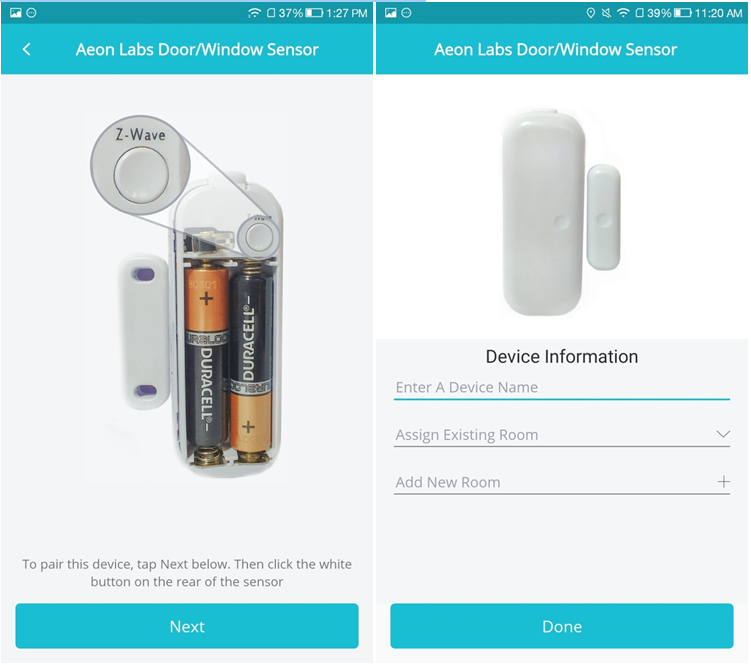 37% 1:27 PM
Aeon Labs Door/Window Sensor
Z-Wave
Z-Wave
+
DURACELL®
DURACELL®
+
To pair this device, tap Next below. Then click the white
button on the rear of the sensor
Next
39% 11:20 AM
Aeon Labs Door/Window Sensor
Device Information
Enter A Device Name
Assign Existing Room
Add New Room
Done